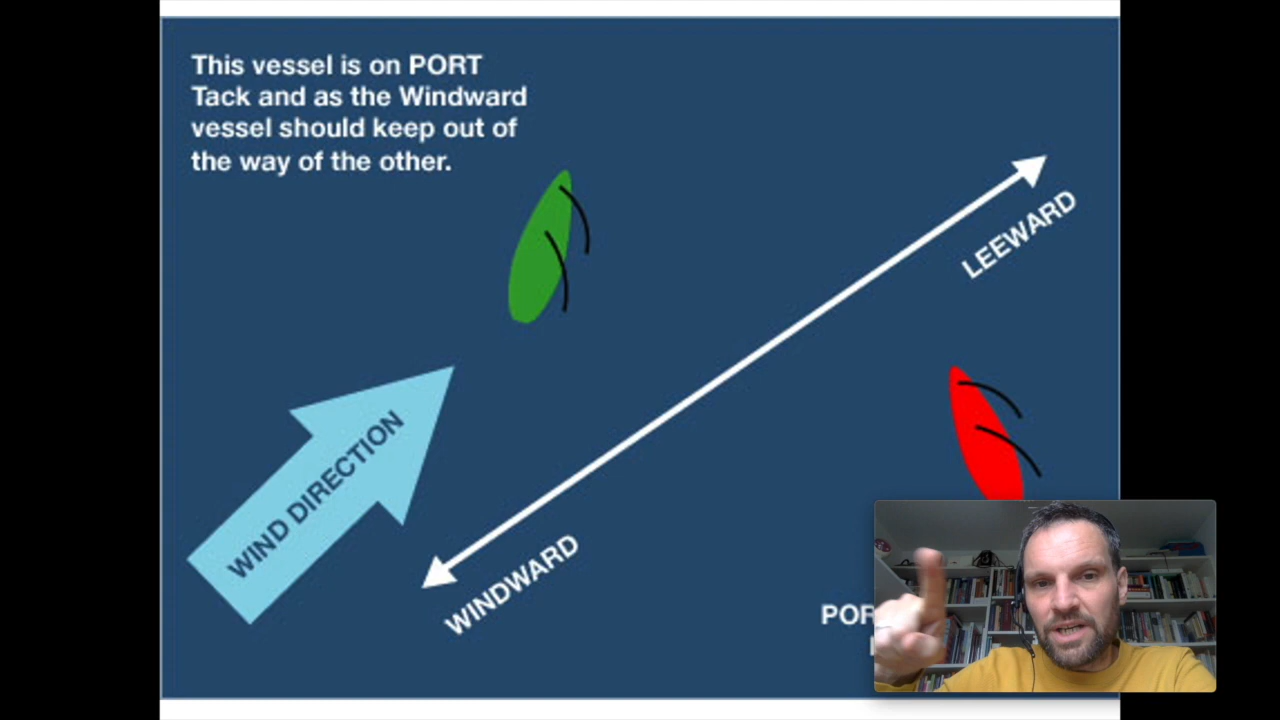 This vessel is on PORT
Tack and as the Windward
vessel should keep out of
the way of the other.
LEEWARD
WIND DIRECTION
WINDWARD